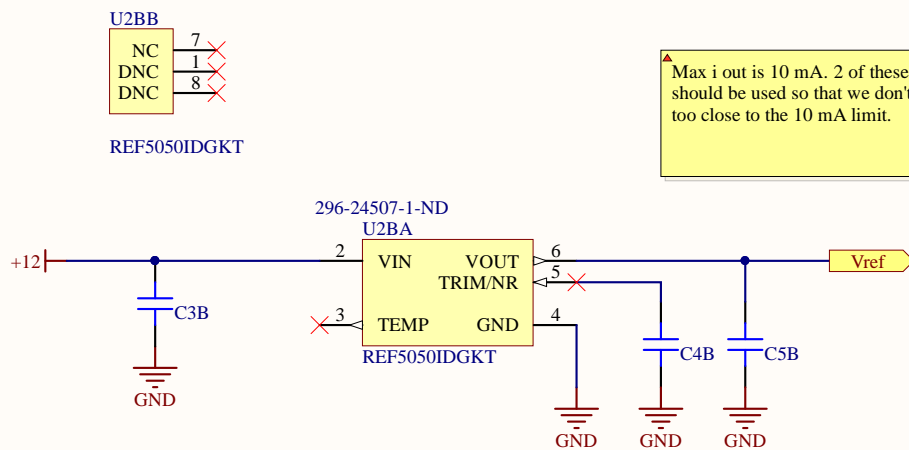 U2BB
NC 7
DNC 1
DNC 8
REF5050IDGKT
Max i out is 10 mA. 2 of these
should be used so that we don't
too close to the 10 mA limit.
296-24507-1-ND
U2BA
+12
2 VIN VOUT 6
TRIM/NR 5
3 TEMP GND 4
REF5050IDGKT
Vref
C3B
C4B
C5B
GND
GND
GND
GND